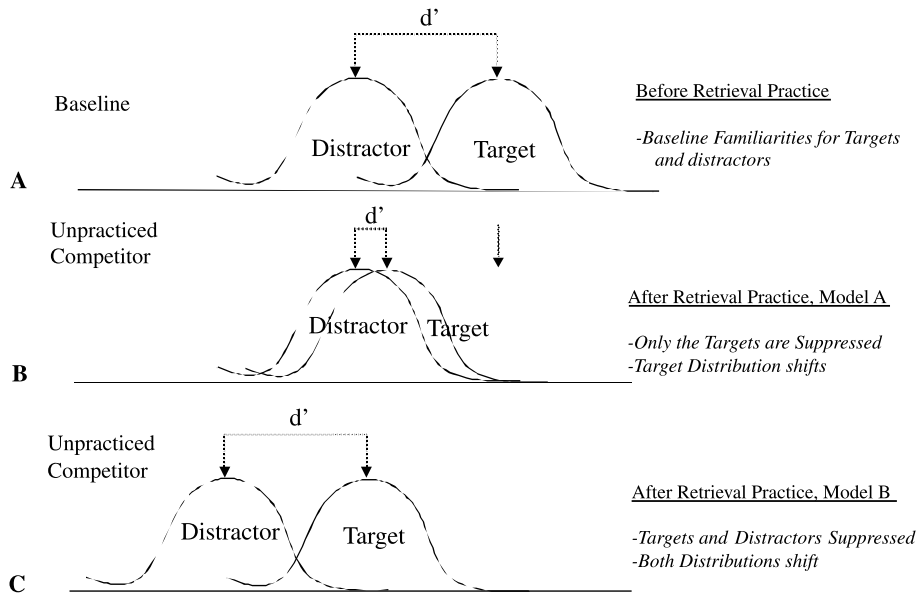 d’
Baseline
Distractor
Target
Before Retrieval Practice
-Baseline Familiarities for Targets
and distractors
A
Unpracticed
Competitor
d’
Distractor
Target
After Retrieval Practice, Model A
-Only the Targets are Suppressed
-Target Distribution shifts
B
Unpracticed
Competitor
d’
Distractor
Target
After Retrieval Practice, Model B
-Targets and Distractors Suppressed
-Both Distributions shift
C